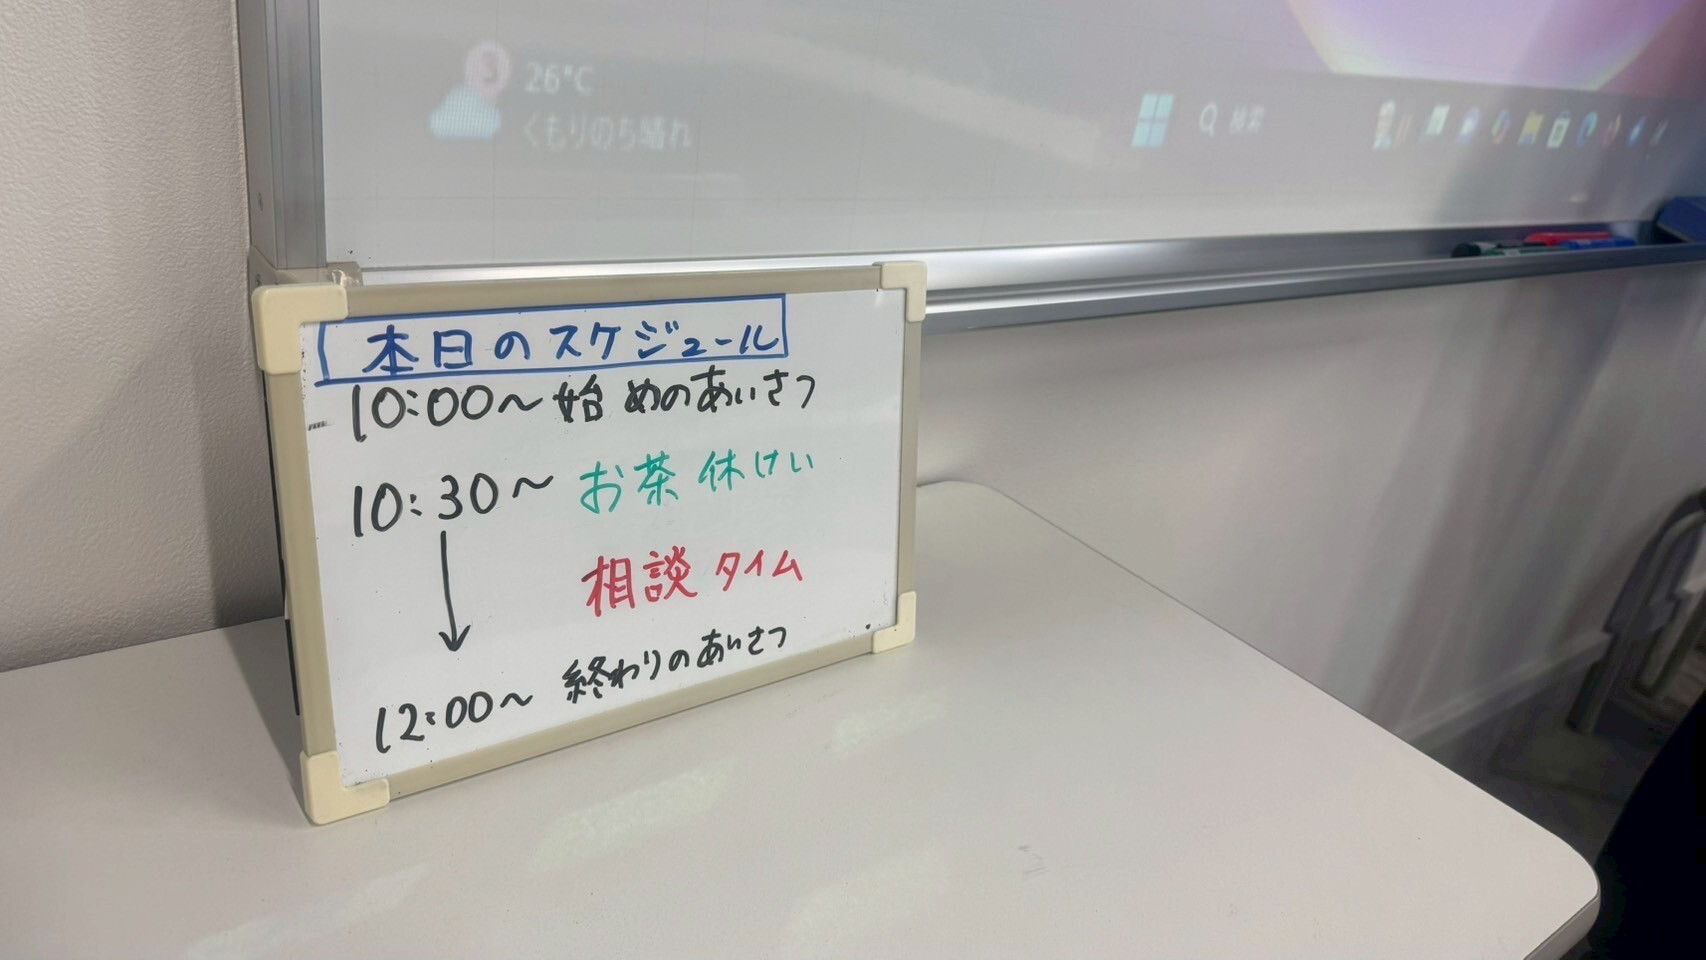 26°C
くもりのち晴れ
検索
本日のスケジュール
10:00～始めのあいさつ
10:30～お茶休けい
相談タイム
12:00～終わりのあいさつ